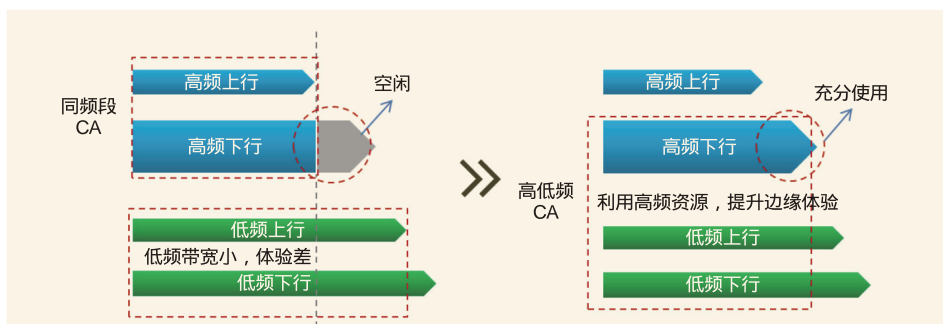 同频段
CA
高频上行
高频下行
空闲
低频上行
低频带宽小，体验差
低频下行
高低频
CA
高频上行
高频下行
充分使用
利用高频资源，提升边缘体验
低频上行
低频下行